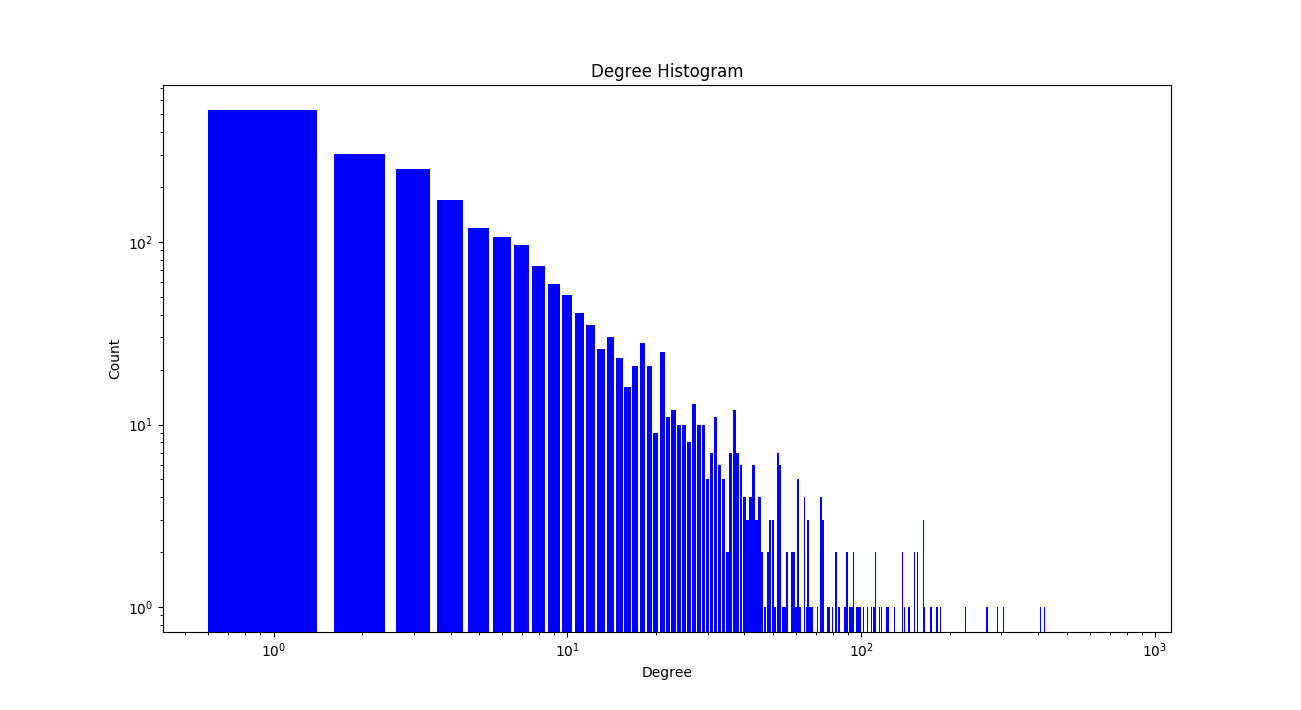 Degree Histogram
Count
10²
10¹
10⁰
10⁰ 10¹ 10² 10³
Degree